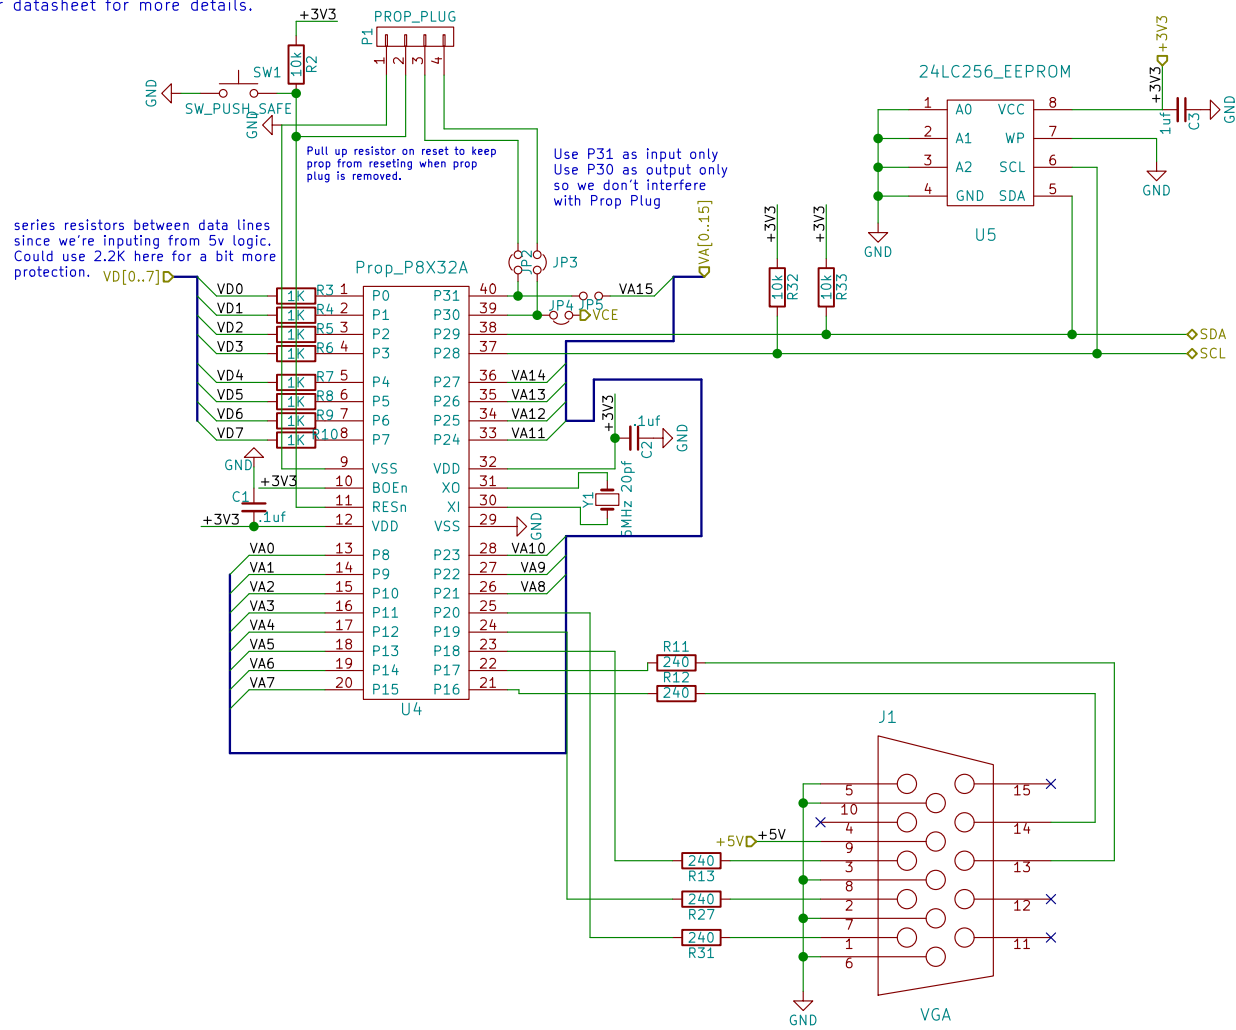 r datasheet for more details.
+3V3
PROP_PLUG
P1
1
2
3
4
10k
R2
SW1
GND
SW_PUSH_SAFE
GND
Pull up resistor on reset to keep
prop from reseting when prop
plug is removed.
Use P31 as input only
Use P30 as output only
so we don't interfere
with Prop Plug
+3V3
+3V3
24LC256_EEPROM
1 A0 VCC 8
2 A1 WP 7
3 A2 SCL 6
4 GND SDA 5
U5
1uf
C3
GND
GND
GND
series resistors between data lines
since we're inputing from 5v logic.
Could use 2.2K here for a bit more
protection.
VD[0..7]
VA[0..15]
+3V3
+3V3
10k
R32
10k
R33
Prop_P8X32A
JP2
JP3
JP4
JP5
VA15
VCE
SDA
SCL
VD0 1K R3 1 P0 P31 40
VD1 1K R4 2 P1 P30 39
VD2 1K R5 3 P2 P29 38
VD3 1K R6 4 P3 P28 37
VD4 1K R7 5 P4 P27 36 VA14
VD5 1K R8 6 P5 P26 35 VA13
VD6 1K R9 7 P6 P25 34 VA12
VD7 1K R10 8 P7 P24 33 VA11
+3V3
.1uf
C2
GND
GND
9 VSS VDD 32
+3V3 10 BOEn XO 31
11 RESn XI 30
+3V3 12 VDD VSS 29 GND
C1
.1uf
Y1
20pf
VA0 13 P8 P23 28 VA10
VA1 14 P9 P22 27 VA9
VA2 15 P10 P21 26 VA8
VA3 16 P11 P20 25
VA4 17 P12 P19 24
VA5 18 P13 P18 23
VA6 19 P14 P17 22
VA7 20 P15 P16 21
U4
R11
240
R12
240
J1
5
10
4
9
3
8
2
7
1
6
15
14
13
12
11
+5V
+5V
240
R13
240
R27
240
R31
GND
VGA